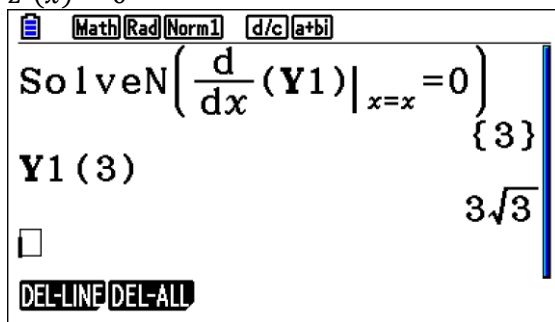 Math Rad Norm1 d/c a+bi
SolveN(d/dx(Y1)|x=x=0)
{3}
Y1(3)
3√3
DEL-LINE DEL-ALL